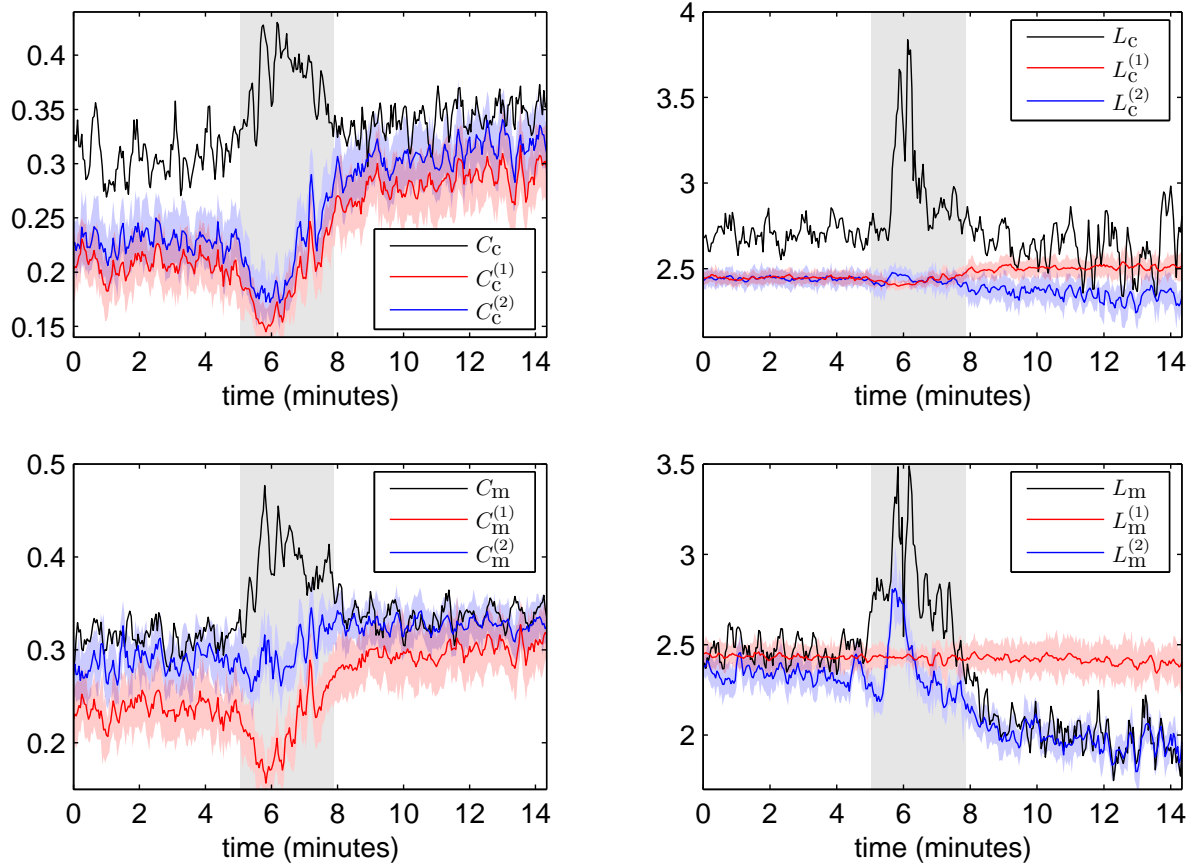 0.4
0.35
0.3
0.25
0.2
0.15
0 2 4 6 8 10 12 14
time (minutes)
C_c
C_c^(1)
C_c^(2)
4
3.5
3
2.5
0 2 4 6 8 10 12 14
time (minutes)
L_c
L_c^(1)
L_c^(2)
0.5
0.4
0.3
0.2
0 2 4 6 8 10 12 14
time (minutes)
C_m
C_m^(1)
C_m^(2)
3.5
3
2.5
2
0 2 4 6 8 10 12 14
time (minutes)
L_m
L_m^(1)
L_m^(2)